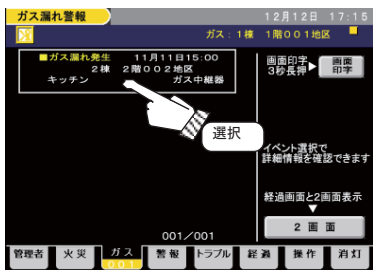 ガス漏れ警報
12月12日 17:15
ガス: 1棟 1階001地区
■ガス漏れ発生 11月11日15:00
2棟 2階002地区
キッチン ガス中継器
画面印字
3秒長押▶
画面
印字
選択
イベント選択で
詳細情報を確認できます
経過画面と2画面表示
▼
2 画 面
001/001
管理者
火災
ガス
001
警報
トラブル
経過
操作
消灯